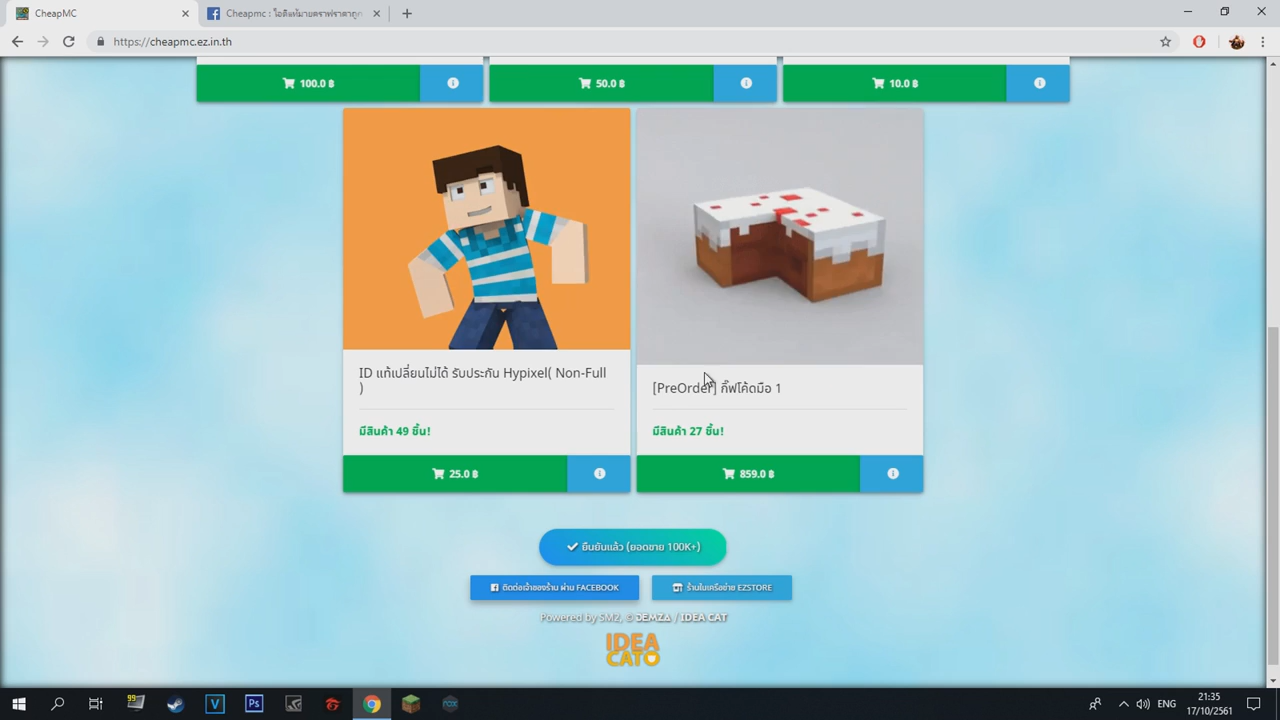 CheapMC
Cheapmc : ไอดีแท้มายคราฟราคาถูก
https://cheapmc.ez.in.th
100.0 ฿
50.0 ฿
10.0 ฿
ID แท้เปลี่ยนไม่ได้ รับประกัน Hypixel( Non-Full
)
มีสินค้า 49 ชิ้น!
25.0 ฿
[PreOrder] กิ๊ฟโค้ดมือ 1
มีสินค้า 27 ชิ้น!
859.0 ฿
ยืนยันแล้ว (ยอดขาย 100K+)
ติดต่อเจ้าของร้าน ผ่าน FACEBOOK
ร้านในเครือข่าย EZSTORE
Powered by SMZ, © DEMZA / IDEA CAT
IDEA
CATO
ENG
21:35
17/10/2561